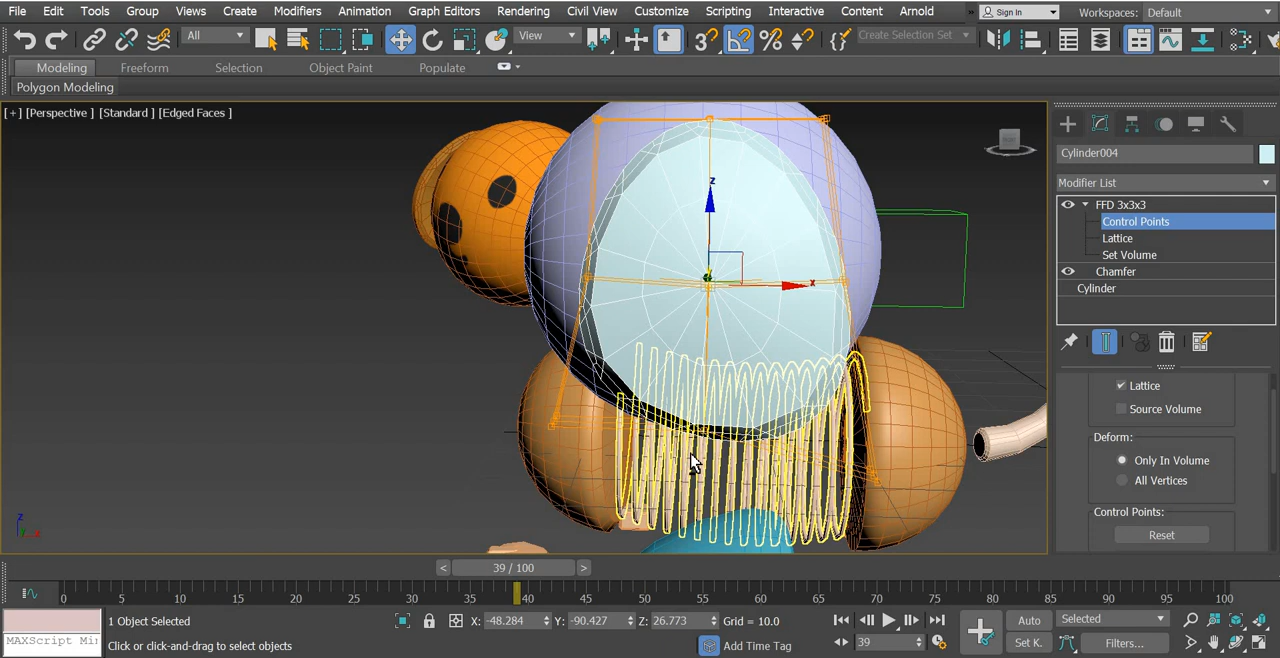 File Edit Tools Group Views Create Modifiers Animation Graph Editors Rendering Civil View Customize Scripting Interactive Content Arnold » Sign In Workspaces: Default
All View Create Selection Set
Modeling Freeform Selection Object Paint Populate
Polygon Modeling
[+] [Perspective ] [Standard ] [Edged Faces ]
z
x
z
x
Cylinder004
Modifier List
FFD 3x3x3
Control Points
Lattice
Set Volume
Chamfer
Cylinder
Lattice
Source Volume
Deform:
Only In Volume
All Vertices
Control Points:
Reset
< 39 / 100 >
0 5 10 15 20 25 30 35 40 45 50 55 60 65 70 75 80 85 90 95 100
1 Object Selected X: -48.284 Y: -90.427 Z: 26.773 Grid = 10.0 Auto Selected
MAXScript Mi
Click or click-and-drag to select objects Add Time Tag 39 Set K. Filters...